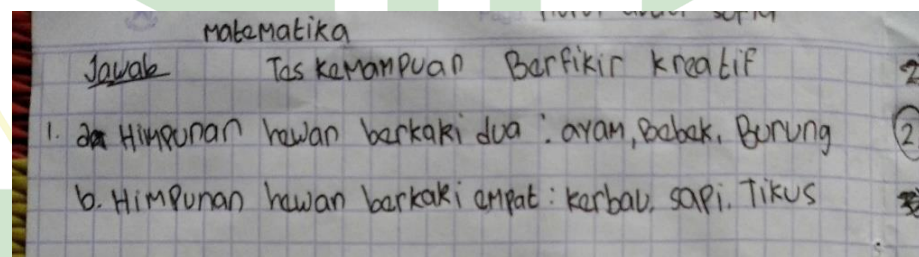 Matematika
Jawab Tes kemampuan Berfikir kreatif
1. a Himpunan hewan berkaki dua : ayam, Bebek, Burung 2
b. Himpunan hewan berkaki empat : kerbau, sapi. Tikus